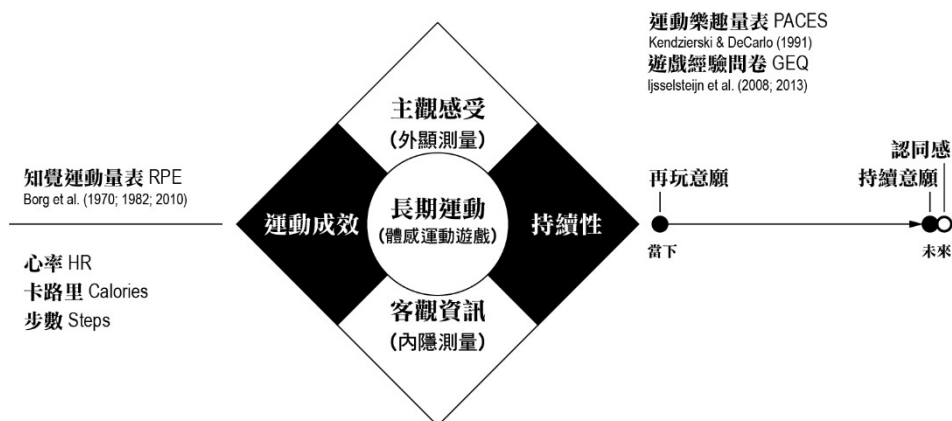 運動樂趣量表 PACES
Kendzierski & DeCarlo (1991)
遊戲經驗問卷 GEQ
Ijsselsteijn et al. (2008; 2013)
主觀感受
(外顯測量)
知覺運動量表 RPE
Borg et al. (1970; 1982; 2010)
心率 HR
卡路里 Calories
步數 Steps
運動成效
長期運動
(體感運動遊戲)
持續性
客觀資訊
(內隱測量)
認同感
再玩意願
持續意願
當下
未來